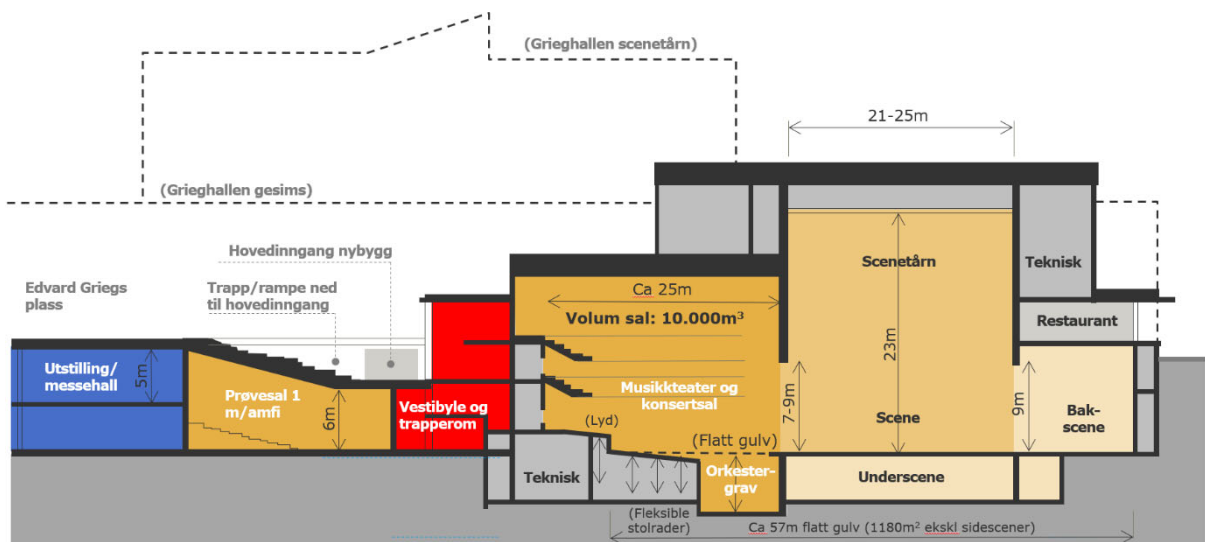 (Grieghallen scenetårn)
21-25m
(Grieghallen gesims)
Hovedinngang nybygg
Trapp/rampe ned
til hovedinngang
Edvard Griegs
plass
Ca 25m
Volum sal: 10.000m³
Scenetårn
Teknisk
Restaurant
Utstilling/
messehall
5m
Prøvesal 1
m/amfi
6m
Vestibyle og
trapperom
Musikkteater og
konsertsal
(Lyd)
(Flatt gulv)
7-9m
23m
Scene
9m
Bak-
scene
Teknisk
Orkester-
grav
Underscene
(Fleksible
stolrader)
Ca 57m flatt gulv (1180m² ekskl sidescener)